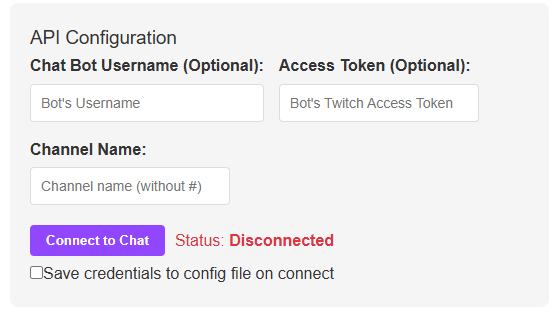 API Configuration
Chat Bot Username (Optional): Access Token (Optional):
Bot's Username Bot's Twitch Access Token
Channel Name:
Channel name (without #)
Connect to Chat Status: Disconnected
Save credentials to config file on connect